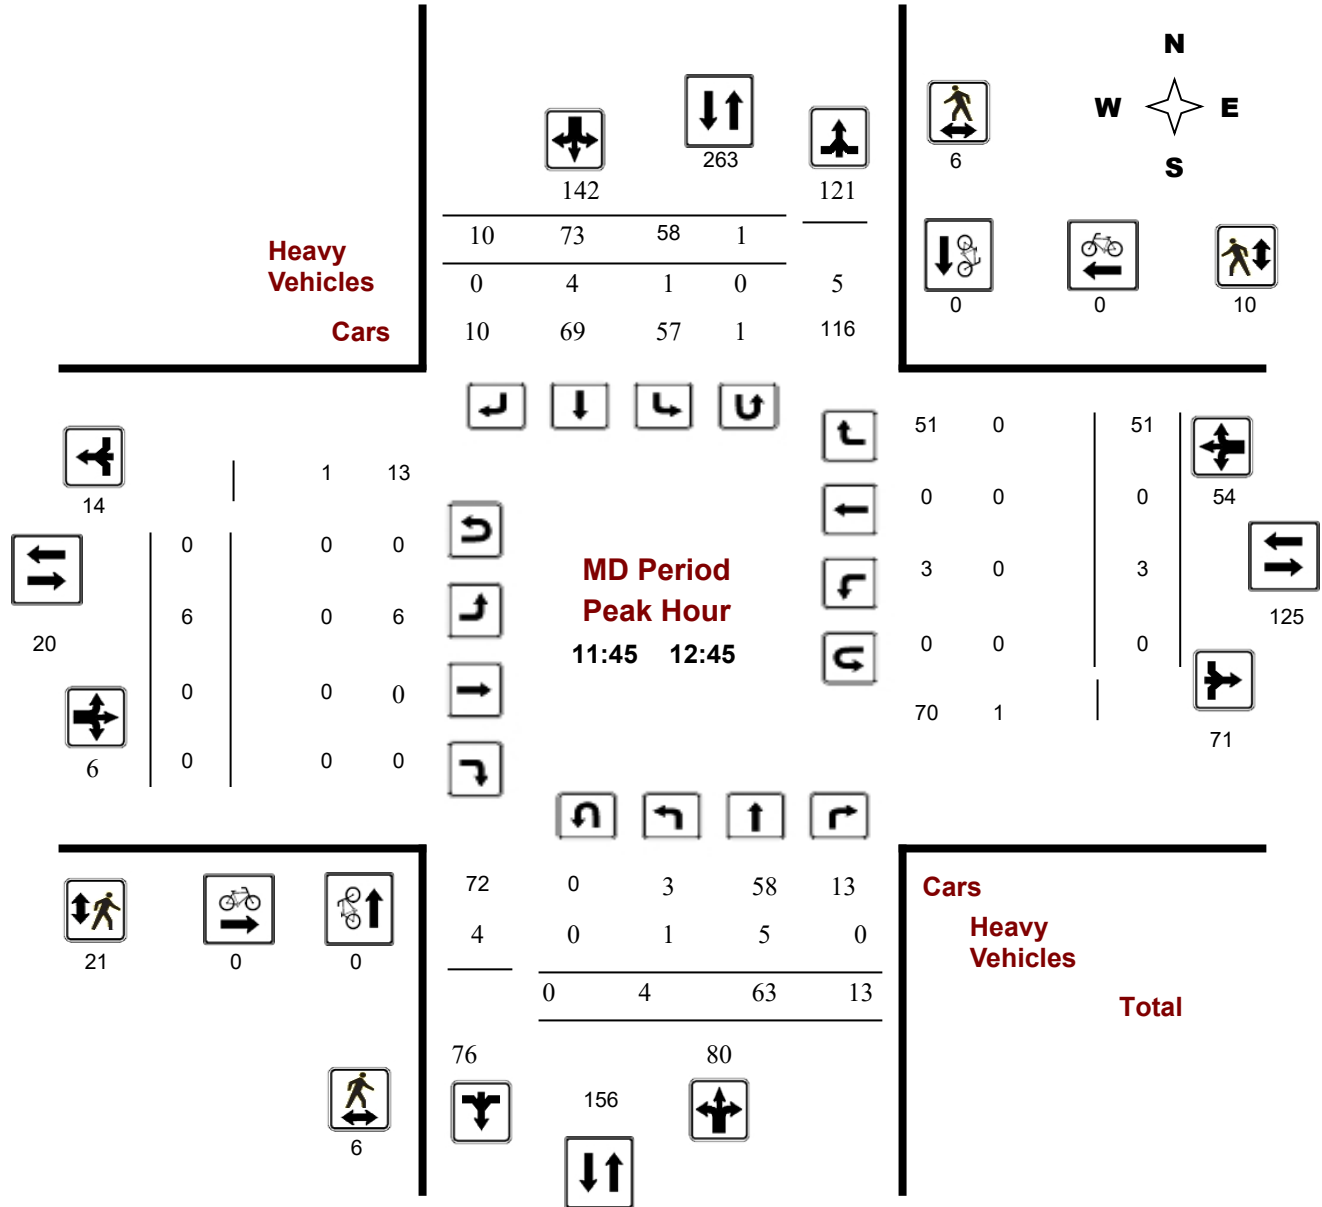 N
W E
S
263
142 121
6
10 73 58 1
Heavy
Vehicles 0 4 1 0 5
0 0 10
Cars 10 69 57 1 116
51 0 51
1 13
14
54
0 0 0
0 0 0
MD Period
3 0 3
Peak Hour
6 0 6
125
20
11:45 12:45
0 0 0
0 0 0
70 1
71
6
0 0 0
72 0 3 58 13
Cars
4 0 1 5 0
Heavy
Vehicles
21 0 0
0 4 63 13
Total
76 80
156
6